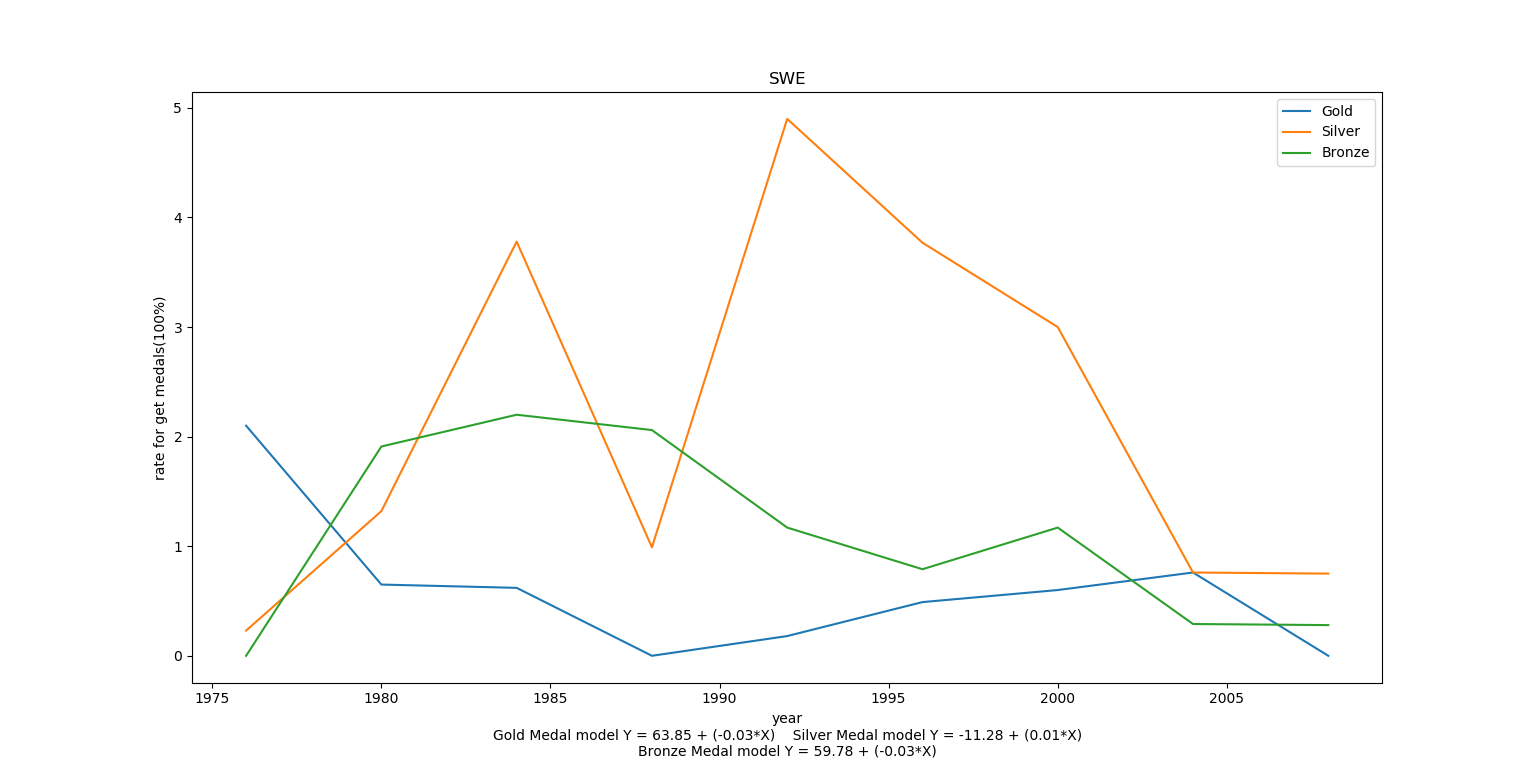 SWE
5
4
3
2
1
0
rate for get medals(100%)
Gold
Silver
Bronze
1975 1980 1985 1990 1995 2000 2005
year
Gold Medal model Y = 63.85 + (-0.03*X)    Silver Medal model Y = -11.28 + (0.01*X)
Bronze Medal model Y = 59.78 + (-0.03*X)